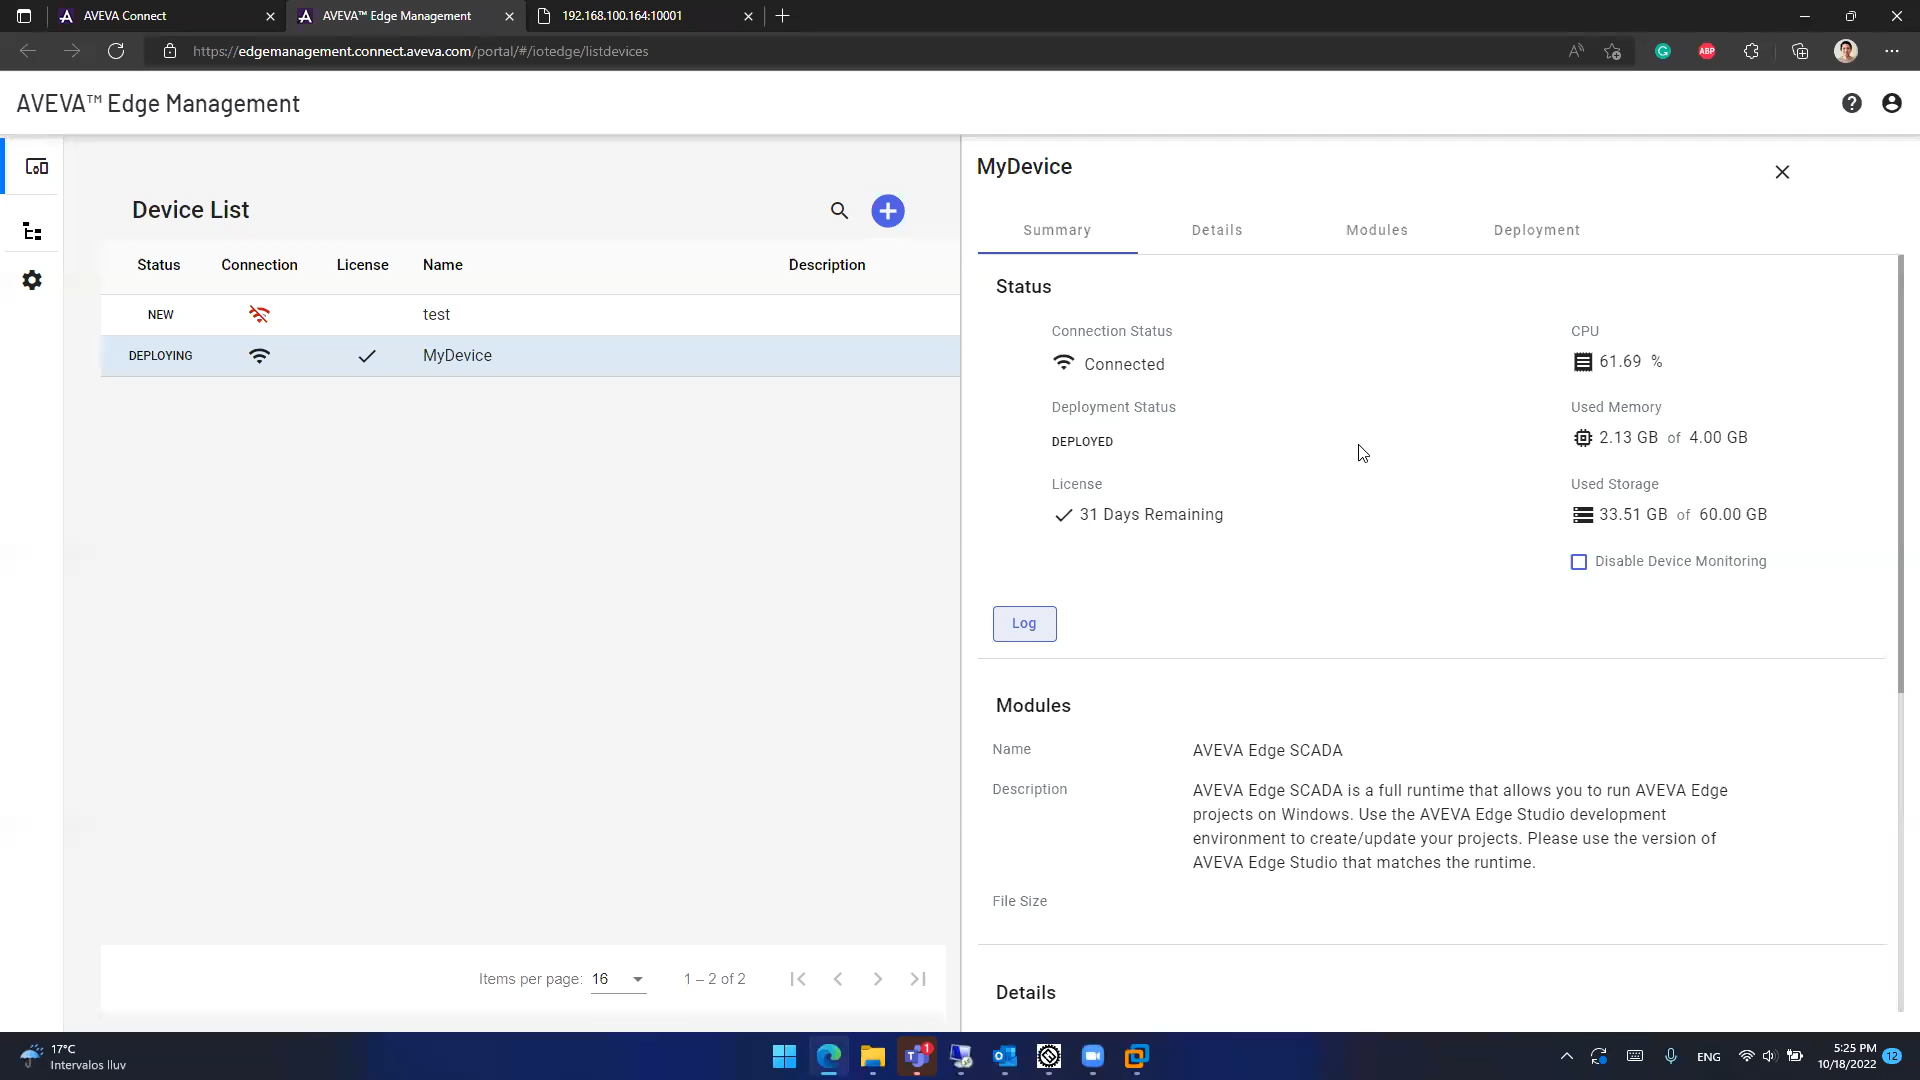 AVEVA Connect
AVEVA™ Edge Management
192.168.100.164:10001
https://edgemanagement.connect.aveva.com/portal/#/iotedge/listdevices
ABP
AVEVA™ Edge Management
Device List
Status Connection License Name Description
NEW test
DEPLOYING MyDevice
Items per page: 16 1 – 2 of 2
MyDevice
Summary Details Modules Deployment
Status
Connection Status
Connected
Deployment Status
DEPLOYED
License
31 Days Remaining
CPU
61.69 %
Used Memory
2.13 GB of 4.00 GB
Used Storage
33.51 GB of 60.00 GB
Disable Device Monitoring
Log
Modules
Name AVEVA Edge SCADA
Description AVEVA Edge SCADA is a full runtime that allows you to run AVEVA Edge
projects on Windows. Use the AVEVA Edge Studio development
environment to create/update your projects. Please use the version of
AVEVA Edge Studio that matches the runtime.
File Size
Details
17°C
Intervalos lluv
1
ENG
5:25 PM
10/18/2022
12